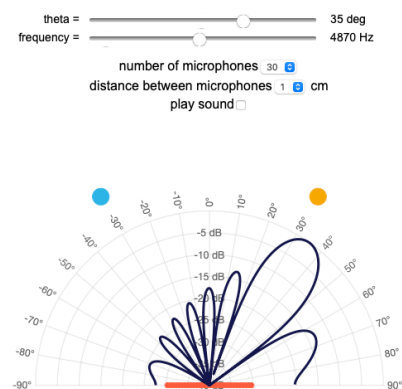 theta = 35 deg
frequency = 4870 Hz
number of microphones 30
distance between microphones 1 cm
play sound
-30° -20° -10° 0° 10° 20° 30°
-40° 40°
-50° 50°
-60° 60°
-70° 70°
-80° 80°
-90° 90°
-5 dB
-10 dB
-15 dB